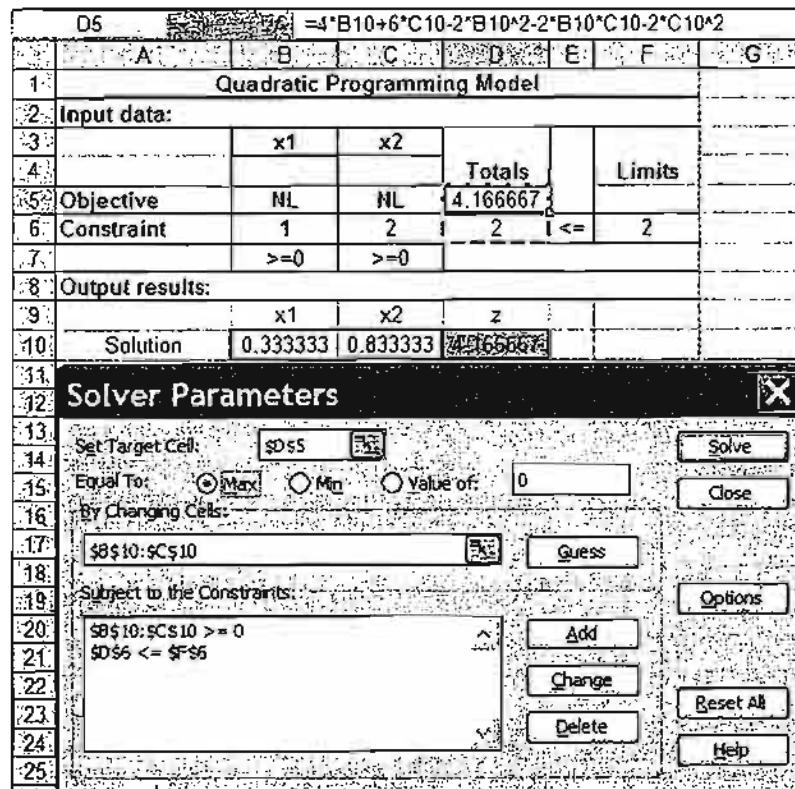 D5 =4*B10+6*C10-2*B10^2-2*B10*C10-2*C10^2
A B C D E F G
1 Quadratic Programming Model
2 Input data:
3 x1 x2
4 Totals Limits
5 Objective NL NL 4.166667
6 Constraint 1 2 2 <= 2
7 >=0 >=0
8 Output results:
9 x1 x2 z
10 Solution 0.333333 0.833333 4.166667
11
12 Solver Parameters
13
14 Set Target Cell: $D$5 Solve
15 Equal To: Max Min Value of: 0 Close
16 By Changing Cells:
17 $B$10:$C$10 Guess
18
19 Subject to the Constraints: Options
20 $B$10:$C$10 >= 0 Add
21 $D$6 <= $F$6
22 Change
23 Reset All
24 Delete Help
25